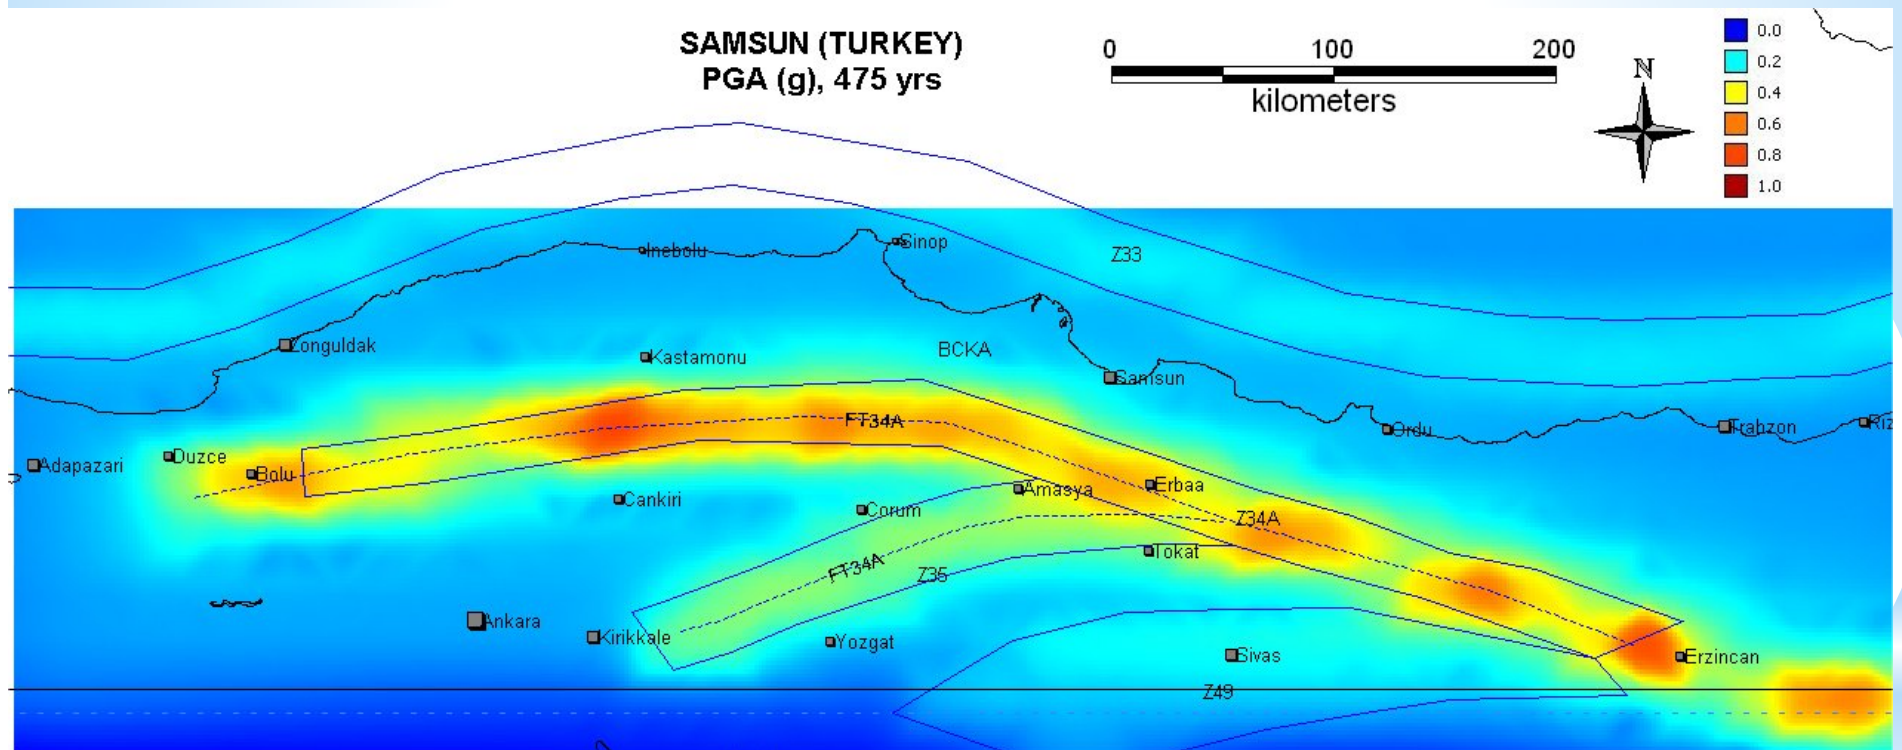 SAMSUN (TURKEY)
PGA (g), 475 yrs
0 100 200
kilometers
N
0.0
0.2
0.4
0.6
0.8
1.0
Sinop
Inebolu
Z33
Zonguldak
Kastamonu
BCKA
Samsun
FT34A
Ordu
Trabzon
Riz
Duzce
Adapazari
Bolu
Cankiri
Amasya
Erbaa
Corum
Z34A
Tokat
FT34A
Z35
Ankara
Kirikkale
Yozgat
Sivas
Erzincan
Z49